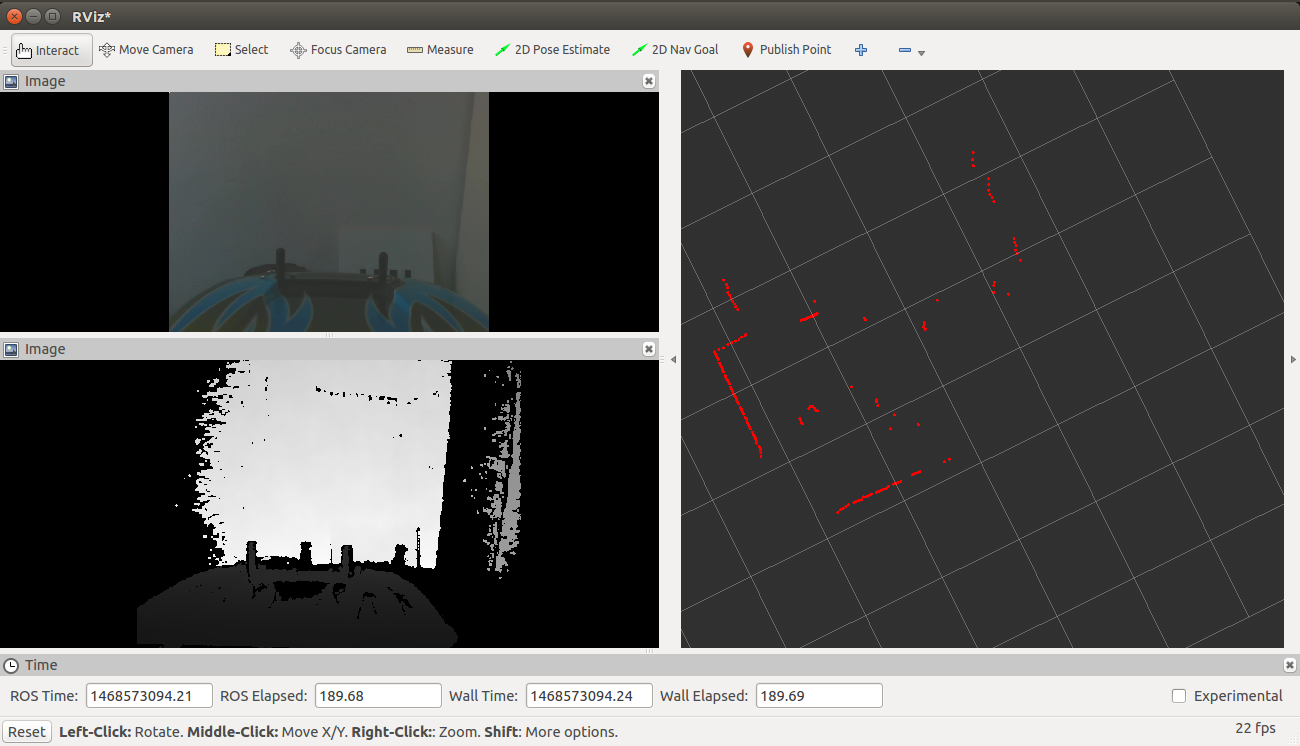 RViz*
Interact Move Camera Select Focus Camera Measure 2D Pose Estimate 2D Nav Goal Publish Point
Image
Image
Time
ROS Time: 1468573094.21 ROS Elapsed: 189.68 Wall Time: 1468573094.24 Wall Elapsed: 189.69 Experimental
Reset Left-Click: Rotate. Middle-Click: Move X/Y. Right-Click:: Zoom. Shift: More options. 22 fps